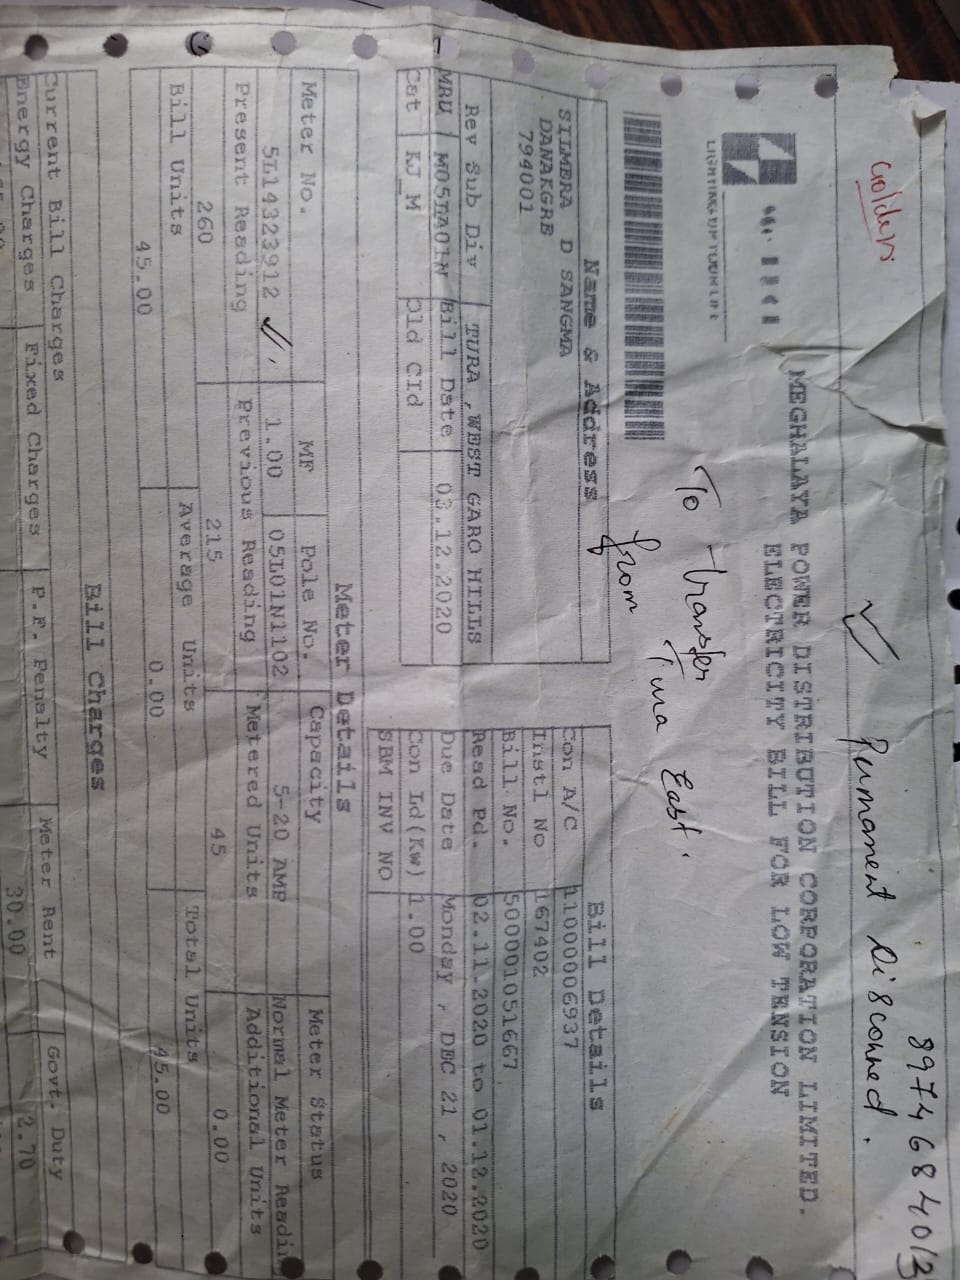 8974684013
Golden
✓ Permanent Disconned.
MEGHALAYA POWER DISTRIBUTION CORPORATION LIMITED.
ELECTRICITY BILL FOR LOW TENSION
To transfer
from Tura East.
Name & Address
SILMERA D SANGMA
DANAKGRE
794001
Rev Sub Div TURA ,WEST GARO HILLS
MRU M05TA01N Bill Date 03.12.2020
Cat KJ_M Old CId
Bill Details
Con A/C 11000006937
Instl No 167402
Bill No. 500001051667
Read Pd. 02.11.2020 to 01.12.2020
Due Date Monday , DEC 21 , 2020
Con Ld(Kw) 1.00
SBM INV NO
Meter Details
Meter No. MF Pole No. Capacity Meter Status
5L14323912 ✓ 1.00 05L01N1102 5-20 AMP Normal Meter Readin
Present Reading Previous Reading Metered Units Additional Units
260 215 45 0.00
Bill Units Average Units Total Units
45.00 0.00 45.00
Bill Charges
Current Bill Charges
Energy Charges Fixed Charges P.F. Penalty Meter Rent Govt. Duty
30.00 2.70